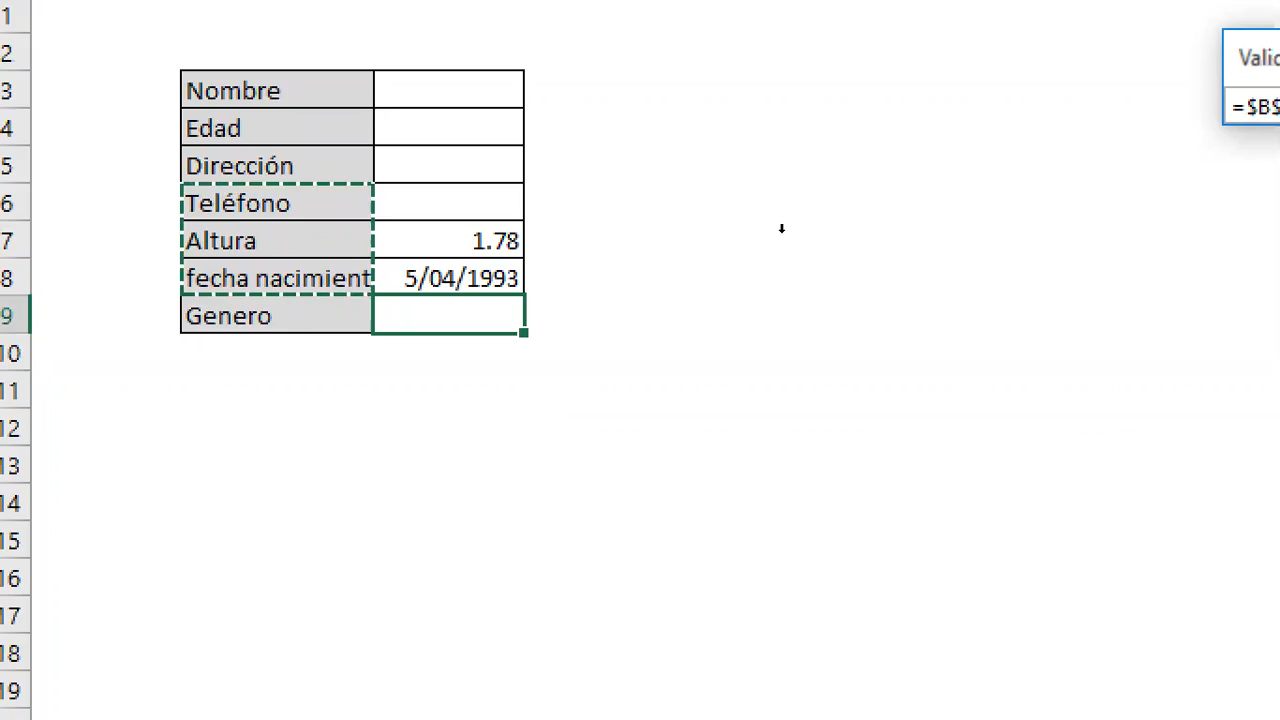 1
2
Valid
3 Nombre
=$B$
4 Edad
5 Dirección
6 Teléfono
7 Altura 1.78
8 fecha nacimient 5/04/1993
9 Genero
10
11
12
13
14
15
16
17
18
19